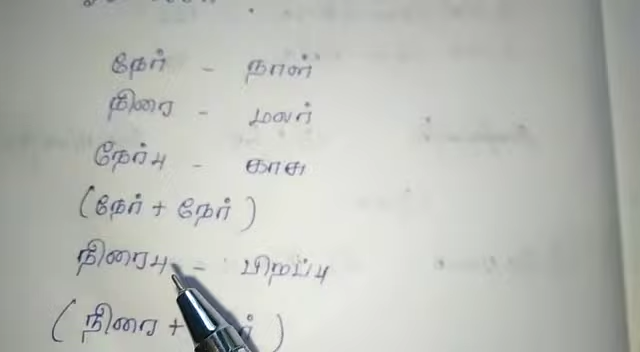 நேர் - நாள்
நிரை - மலர்
நேர்பு - காசு
(நேர் + நேர்)
நிரைபு - பிறப்பு
(நிரை +